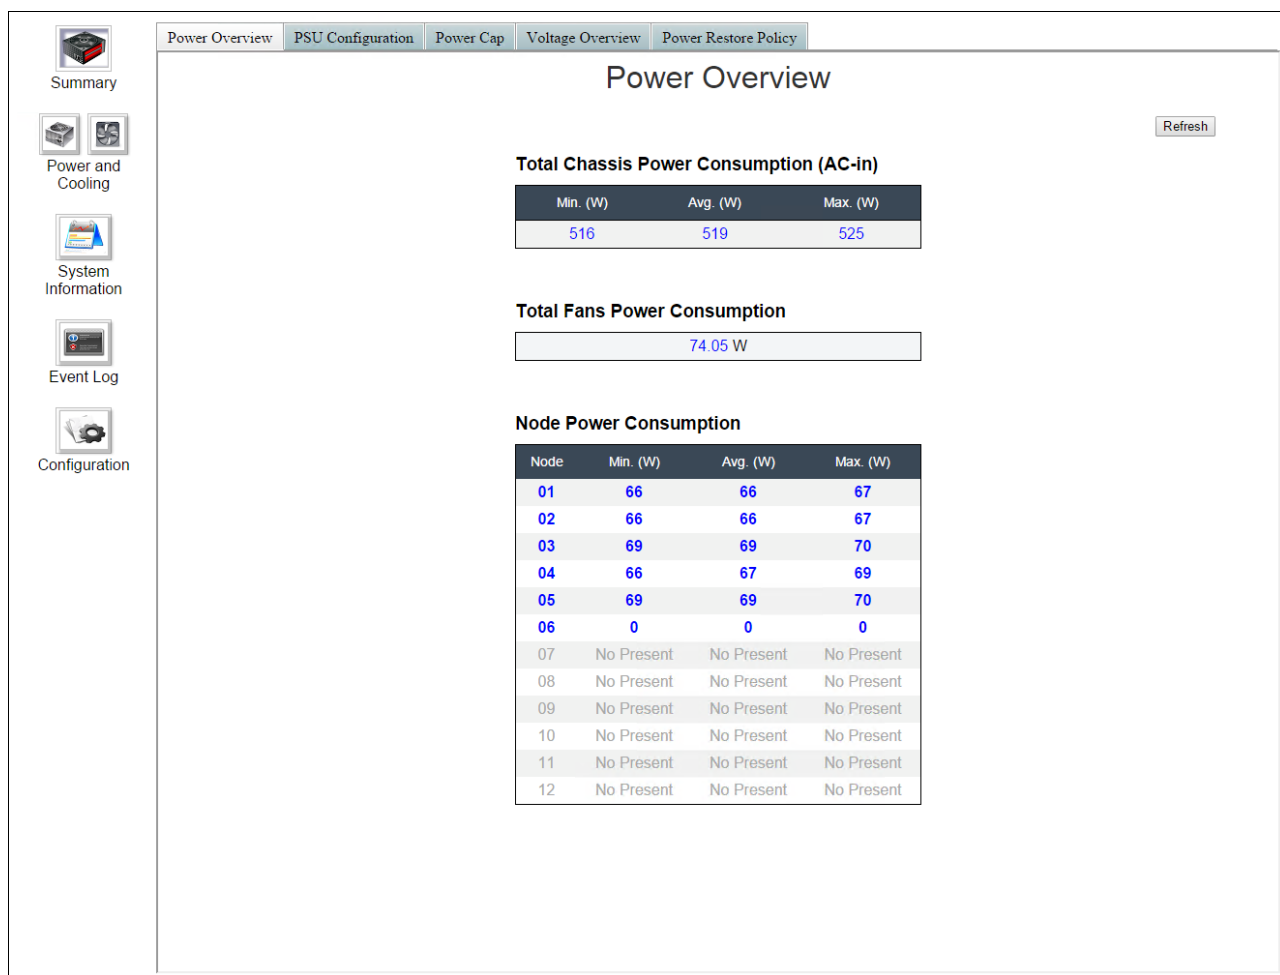 Summary
Power and
Cooling
System
Information
Event Log
Configuration
Power Overview PSU Configuration Power Cap Voltage Overview Power Restore Policy
Power Overview
Refresh
Total Chassis Power Consumption (AC-in)
Min. (W) Avg. (W) Max. (W)
516 519 525
Total Fans Power Consumption
74.05 W
Node Power Consumption
Node Min. (W) Avg. (W) Max. (W)
01 66 66 67
02 66 66 67
03 69 69 70
04 66 67 69
05 69 69 70
06 0 0 0
07 No Present No Present No Present
08 No Present No Present No Present
09 No Present No Present No Present
10 No Present No Present No Present
11 No Present No Present No Present
12 No Present No Present No Present